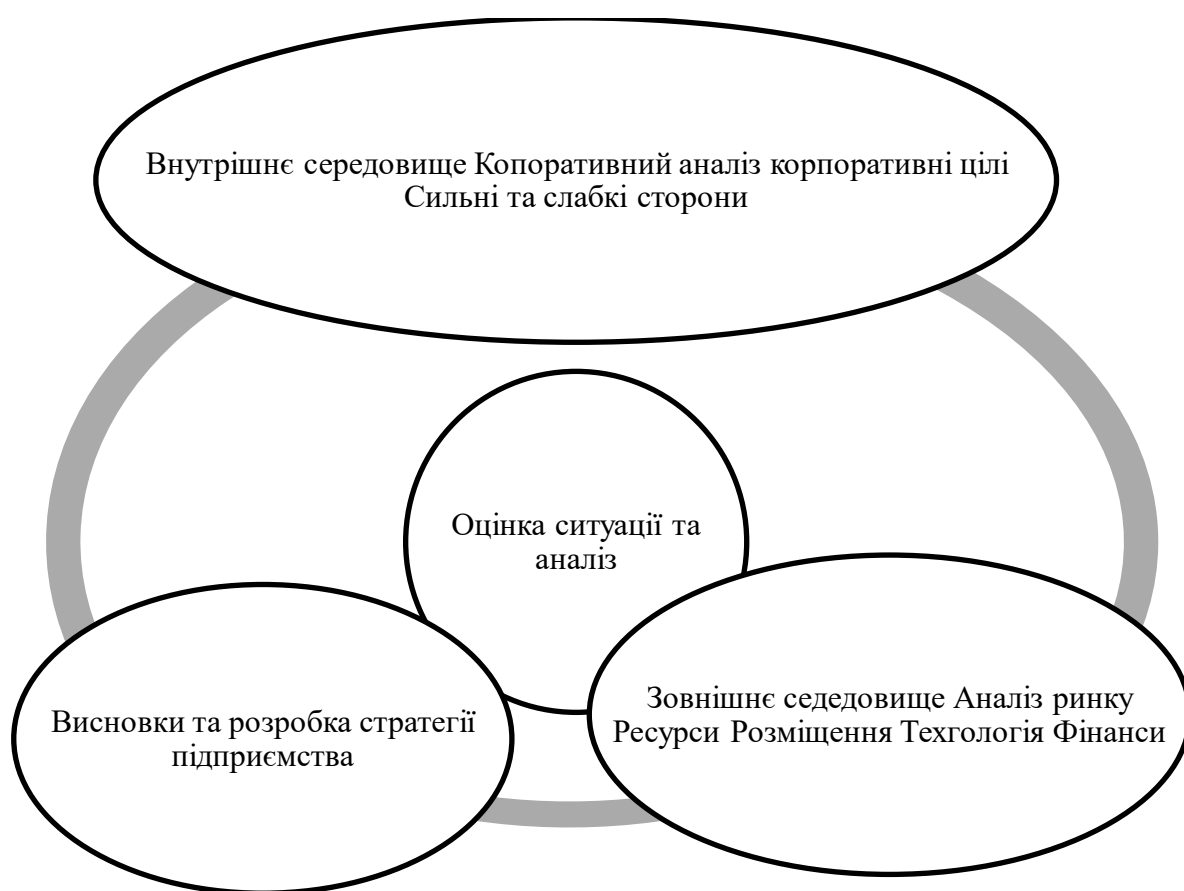 Внутрішнє середовище Копоративний аналіз корпоративні цілі
Сильні та слабкі сторони
Оцінка ситуації та
аналіз
Висновки та розробка стратегії
підприємства
Зовнішнє седедовище Аналіз ринку
Ресурси Розміщення Техгологія Фінанси